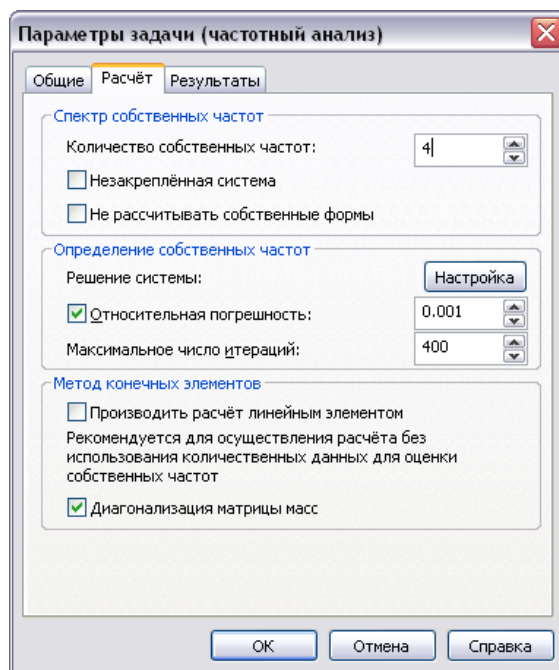 Параметры задачи (частотный анализ)
Общие Расчёт Результаты
Спектр собственных частот
Количество собственных частот: 4
Незакреплённая система
Не рассчитывать собственные формы
Определение собственных частот
Решение системы: Настройка
Относительная погрешность: 0.001
Максимальное число итераций: 400
Метод конечных элементов
Производить расчёт линейным элементом
Рекомендуется для осуществления расчёта без
использования количественных данных для оценки
собственных частот
Диагонализация матрицы масс
ОК Отмена Справка